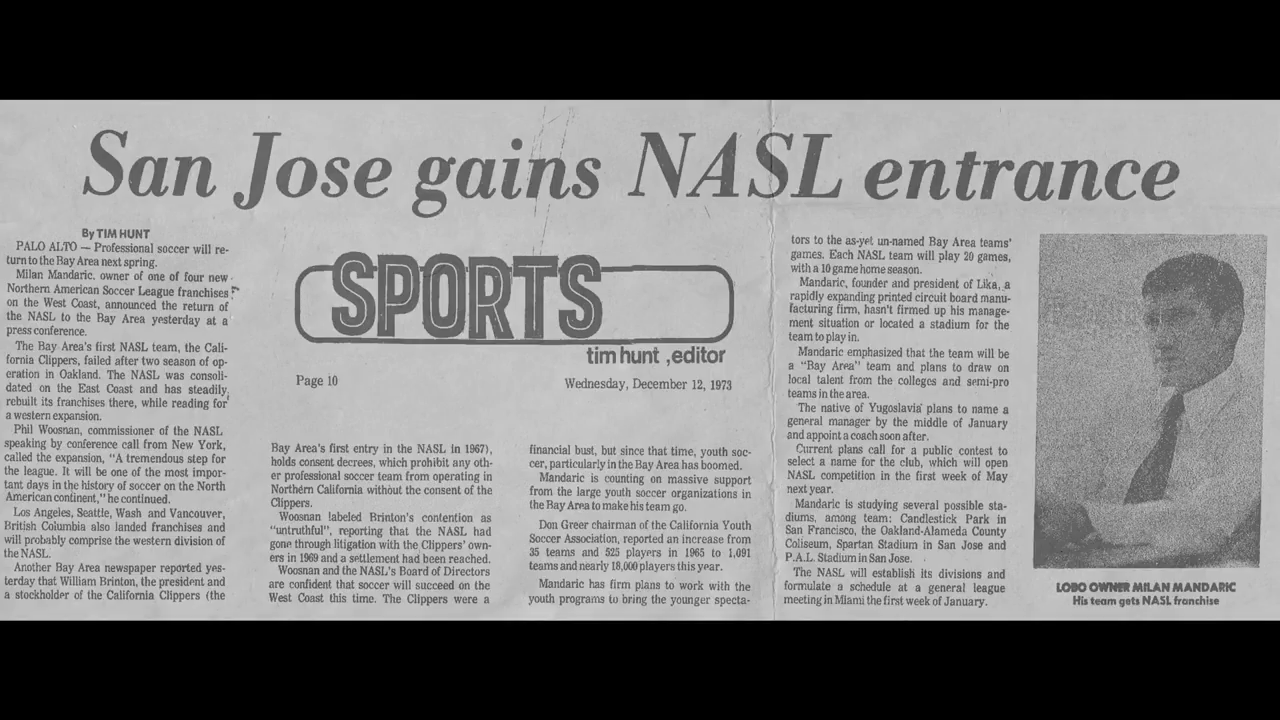 San Jose gains NASL entrance
By TIM HUNT
PALO ALTO — Professional soccer will re-
turn to the Bay Area next spring.
Milan Mandaric, owner of one of four new
Northern American Soccer League franchises
on the West Coast, announced the return of
the NASL to the Bay Area yesterday at a
press conference.
The Bay Area's first NASL team, the Cali-
fornia Clippers, failed after two season of op-
eration in Oakland. The NASL was consoli-
dated on the East Coast and has steadily
rebuilt its franchises there, while reading for
a western expansion.
Phil Woosnan, commissioner of the NASL
speaking by conference call from New York,
called the expansion, "A tremendous step for
the league. It will be one of the most impor-
tant days in the history of soccer on the North
American continent," he continued.
Los Angeles, Seattle, Wash and Vancouver,
British Columbia also landed franchises and
will probably comprise the western division of
the NASL.
Another Bay Area newspaper reported yes-
terday that William Brinton, the president and
a stockholder of the California Clippers (the
SPORTS
tim hunt ,editor
Page 10
Wednesday, December 12, 1973
Bay Area's first entry in the NASL in 1967),
holds consent decrees, which prohibit any oth-
er professional soccer team from operating in
Northern California without the consent of the
Clippers.
Woosnan labeled Brinton's contention as
"untruthful", reporting that the NASL had
gone through litigation with the Clippers' own-
ers in 1969 and a settlement had been reached.
Woosnan and the NASL's Board of Directors
are confident that soccer will succeed on the
West Coast this time. The Clippers were a
financial bust, but since that time, youth soc-
cer, particularly in the Bay Area has boomed.
Mandaric is counting on massive support
from the large youth soccer organizations in
the Bay Area to make his team go.
Don Greer chairman of the California Youth
Soccer Association, reported an increase from
35 teams and 525 players in 1965 to 1,091
teams and nearly 18,000 players this year.
Mandaric has firm plans to work with the
youth programs to bring the younger specta-
tors to the as-yet un-named Bay Area teams'
games. Each NASL team will play 20 games,
with a 10 game home season.
Mandaric, founder and president of Lika, a
rapidly expanding printed circuit board manu-
facturing firm, hasn't firmed up his manage-
ment situation or located a stadium for the
team to play in.
Mandaric emphasized that the team will be
a "Bay Area" team and plans to draw on
local talent from the colleges and semi-pro
teams in the area.
The native of Yugoslavia plans to name a
general manager by the middle of January
and appoint a coach soon after.
Current plans call for a public contest to
select a name for the club, which will open
NASL competition in the first week of May
next year.
Mandaric is studying several possible sta-
diums, among team: Candlestick Park in
San Francisco, the Oakland-Alameda County
Coliseum, Spartan Stadium in San Jose and
P.A.L. Stadium in San Jose.
The NASL will establish its divisions and
formulate a schedule at a general league
meeting in Miami the first week of January.
LOBO OWNER MILAN MANDARIC
His team gets NASL franchise